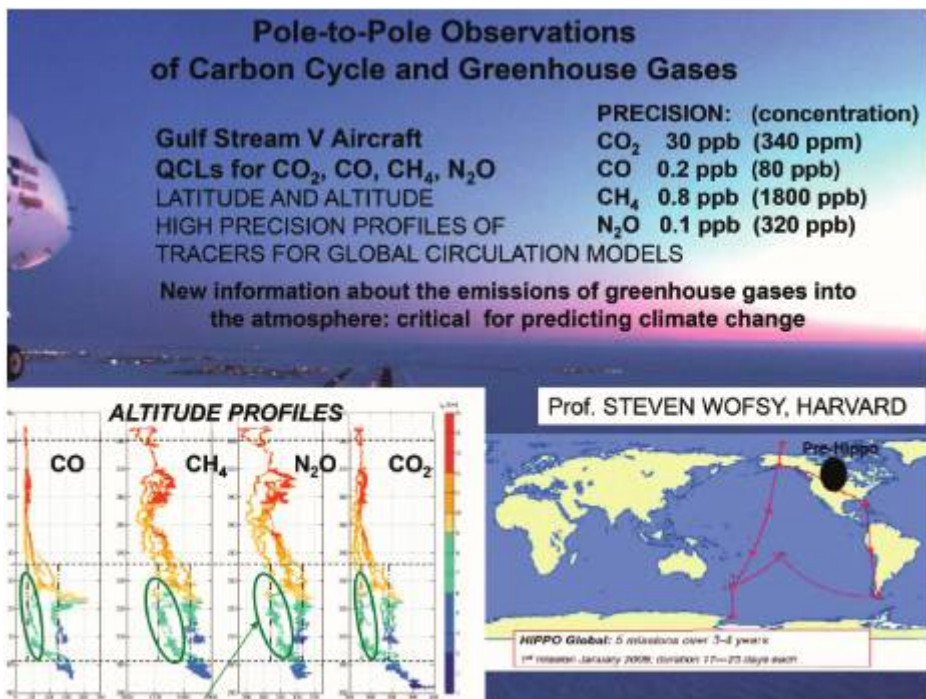 Pole-to-Pole Observations
of Carbon Cycle and Greenhouse Gases
Gulf Stream V Aircraft
QCLs for CO₂, CO, CH₄, N₂O
LATITUDE AND ALTITUDE
HIGH PRECISION PROFILES OF
TRACERS FOR GLOBAL CIRCULATION MODELS
PRECISION: (concentration)
CO₂ 30 ppb (340 ppm)
CO 0.2 ppb (80 ppb)
CH₄ 0.8 ppb (1800 ppb)
N₂O 0.1 ppb (320 ppb)
New information about the emissions of greenhouse gases into
the atmosphere: critical for predicting climate change
ALTITUDE PROFILES
CO
CH₄
N₂O
CO₂
Prof. STEVEN WOFSY, HARVARD
Pre-Hippo
HIPPO Global: 5 missions over 3-4 years
1st mission January 2009, duration days each